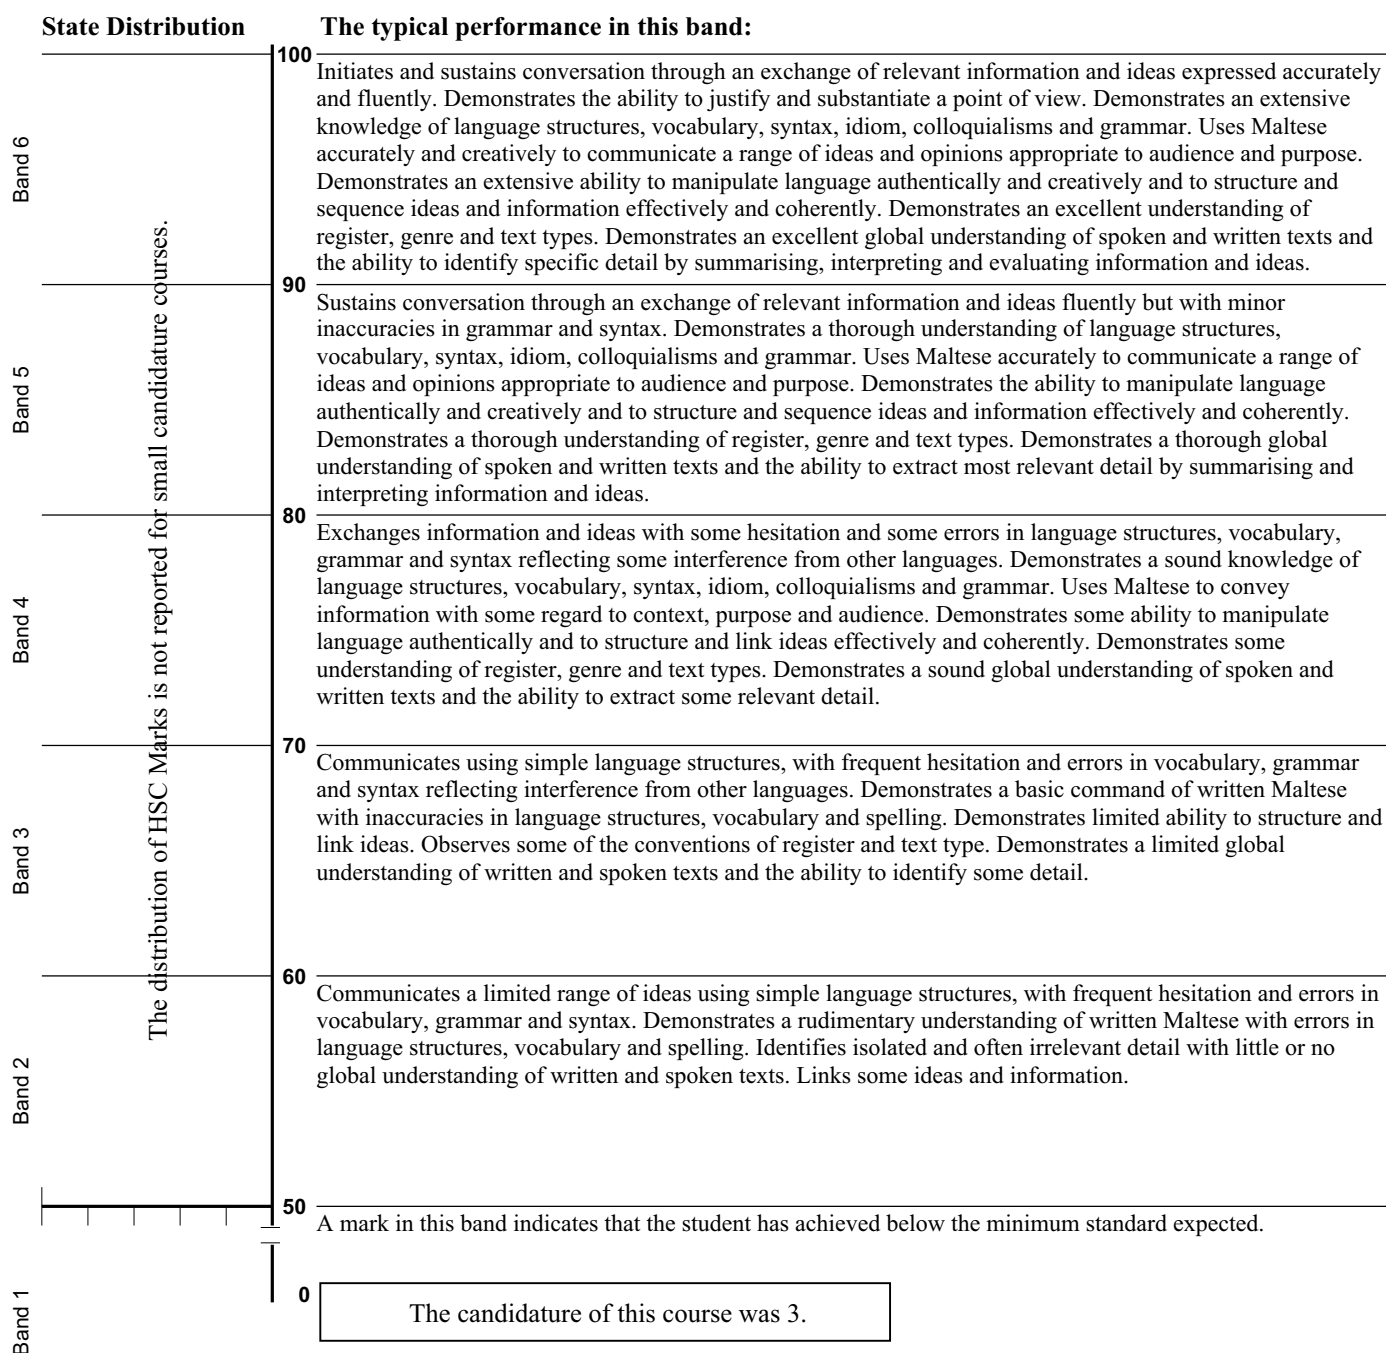 State Distribution
The typical performance in this band:
100
Band 6
Initiates and sustains conversation through an exchange of relevant information and ideas expressed accurately
and fluently. Demonstrates the ability to justify and substantiate a point of view. Demonstrates an extensive
knowledge of language structures, vocabulary, syntax, idiom, colloquialisms and grammar. Uses Maltese
accurately and creatively to communicate a range of ideas and opinions appropriate to audience and purpose.
Demonstrates an extensive ability to manipulate language authentically and creatively and to structure and
sequence ideas and information effectively and coherently. Demonstrates an excellent understanding of
register, genre and text types. Demonstrates an excellent global understanding of spoken and written texts and
the ability to identify specific detail by summarising, interpreting and evaluating information and ideas.
90
Band 5
Sustains conversation through an exchange of relevant information and ideas fluently but with minor
inaccuracies in grammar and syntax. Demonstrates a thorough understanding of language structures,
vocabulary, syntax, idiom, colloquialisms and grammar. Uses Maltese accurately to communicate a range of
ideas and opinions appropriate to audience and purpose. Demonstrates the ability to manipulate language
authentically and creatively and to structure and sequence ideas and information effectively and coherently.
Demonstrates a thorough understanding of register, genre and text types. Demonstrates a thorough global
understanding of spoken and written texts and the ability to extract most relevant detail by summarising and
interpreting information and ideas.
80
Band 4
Exchanges information and ideas with some hesitation and some errors in language structures, vocabulary,
grammar and syntax reflecting some interference from other languages. Demonstrates a sound knowledge of
language structures, vocabulary, syntax, idiom, colloquialisms and grammar. Uses Maltese to convey
information with some regard to context, purpose and audience. Demonstrates some ability to manipulate
language authentically and to structure and link ideas effectively and coherently. Demonstrates some
understanding of register, genre and text types. Demonstrates a sound global understanding of spoken and
written texts and the ability to extract some relevant detail.
70
Band 3
Communicates using simple language structures, with frequent hesitation and errors in vocabulary, grammar
and syntax reflecting interference from other languages. Demonstrates a basic command of written Maltese
with inaccuracies in language structures, vocabulary and spelling. Demonstrates limited ability to structure and
link ideas. Observes some of the conventions of register and text type. Demonstrates a limited global
understanding of written and spoken texts and the ability to identify some detail.
60
Band 2
Communicates a limited range of ideas using simple language structures, with frequent hesitation and errors in
vocabulary, grammar and syntax. Demonstrates a rudimentary understanding of written Maltese with errors in
language structures, vocabulary and spelling. Identifies isolated and often irrelevant detail with little or no
global understanding of written and spoken texts. Links some ideas and information.
50
A mark in this band indicates that the student has achieved below the minimum standard expected.
0
Band 1
The candidature of this course was 3.
The distribution of HSC Marks is not reported for small candidature courses.